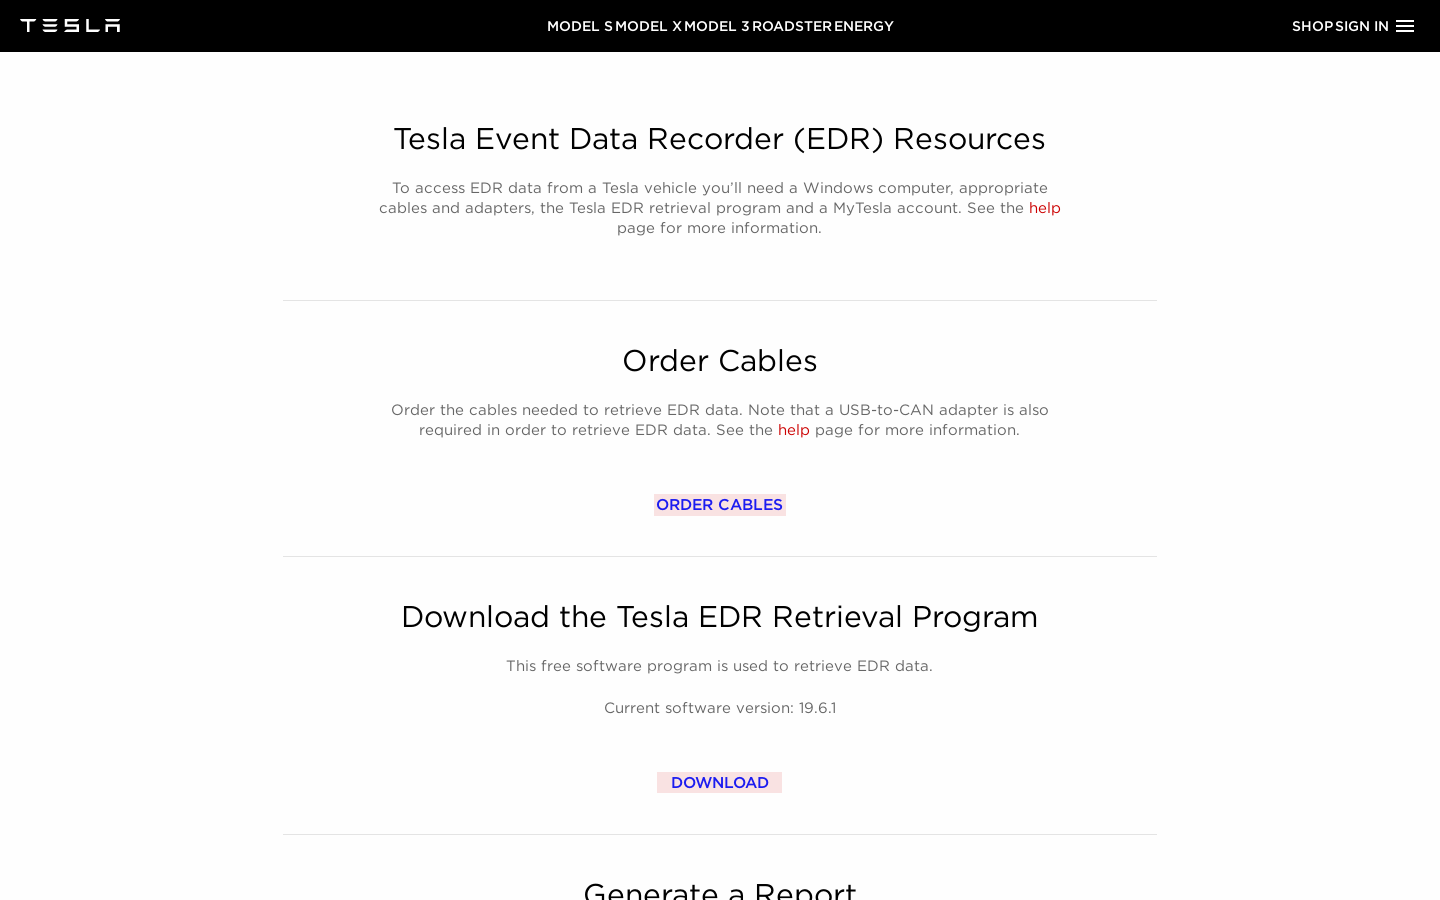 TESLA MODEL S MODEL X MODEL 3 ROADSTER ENERGY SHOP SIGN IN
Tesla Event Data Recorder (EDR) Resources
To access EDR data from a Tesla vehicle you’ll need a Windows computer, appropriate
cables and adapters, the Tesla EDR retrieval program and a MyTesla account. See the help
page for more information.
Order Cables
Order the cables needed to retrieve EDR data. Note that a USB-to-CAN adapter is also
required in order to retrieve EDR data. See the help page for more information.
ORDER CABLES
Download the Tesla EDR Retrieval Program
This free software program is used to retrieve EDR data.
Current software version: 19.6.1
DOWNLOAD
Generate a Report